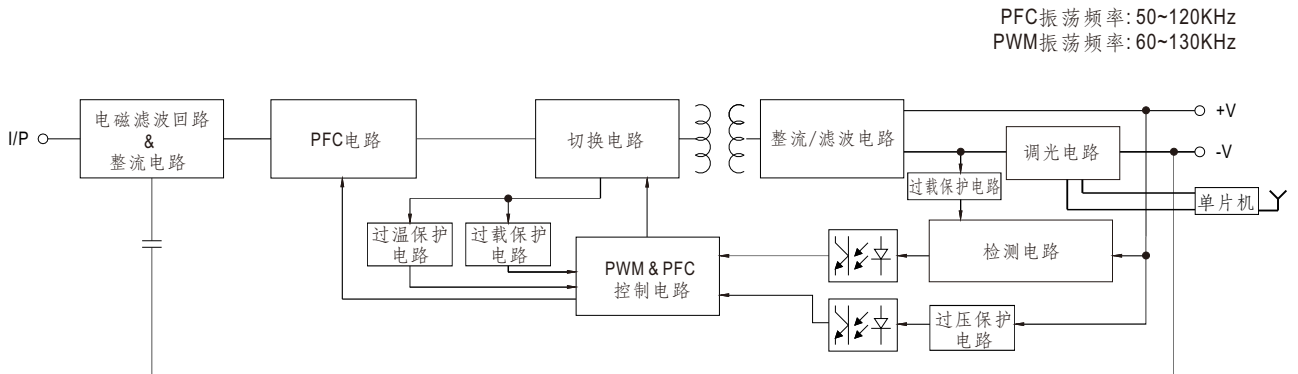 PFC振荡频率: 50~120KHz
PWM振荡频率: 60~130KHz
I/P
电磁滤波回路
&
整流电路
PFC电路
切换电路
整流/滤波电路
+V
调光电路
-V
过载保护电路
单片机
过温保护
电路
过载保护
电路
PWM & PFC
控制电路
检测电路
过压保护
电路